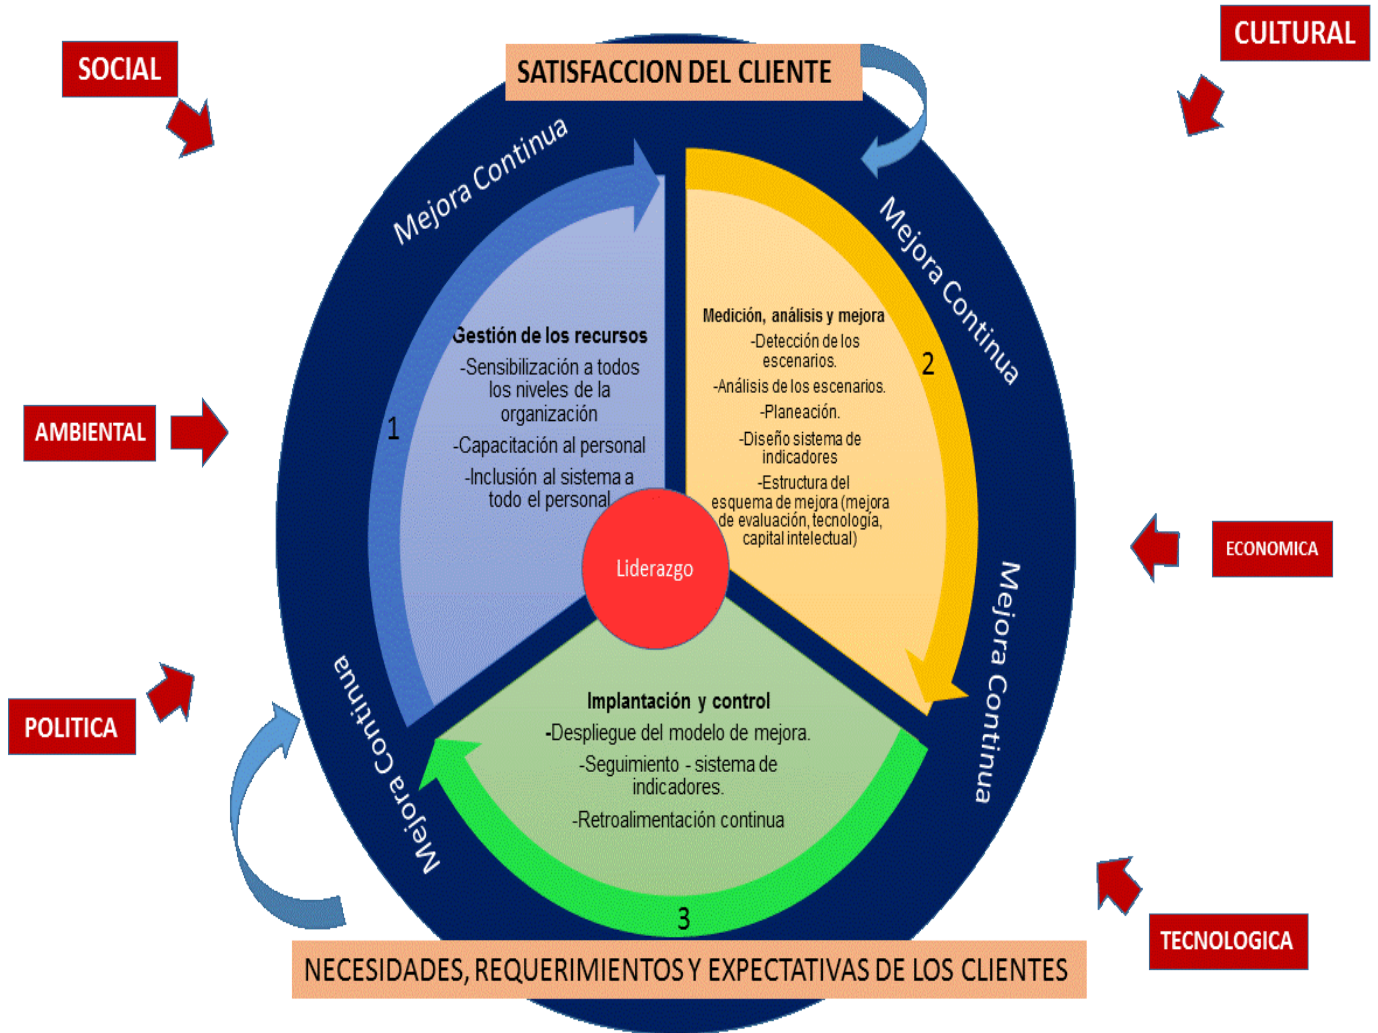 CULTURAL
SOCIAL
SATISFACCION DEL CLIENTE
Mejora Continua
Mejora Continua
Gestión de los recursos
-Sensibilización a todos
los niveles de la
organización
-Capacitación al personal
-Inclusión al sistema a
todo el personal
1
Medición, análisis y mejora
-Detección de los
escenarios.
-Análisis de los escenarios.
-Planeación.
-Diseño sistema de
indicadores
-Estructura del
esquema de mejora (mejora
de evaluación, tecnología,
capital intelectual)
2
AMBIENTAL
ECONOMICA
Liderazgo
Mejora Continua
Mejora Continua
POLITICA
Implantación y control
-Despliegue del modelo de mejora.
-Seguimiento - sistema de
indicadores.
-Retroalimentación continua
3
TECNOLOGICA
NECESIDADES, REQUERIMIENTOS Y EXPECTATIVAS DE LOS CLIENTES